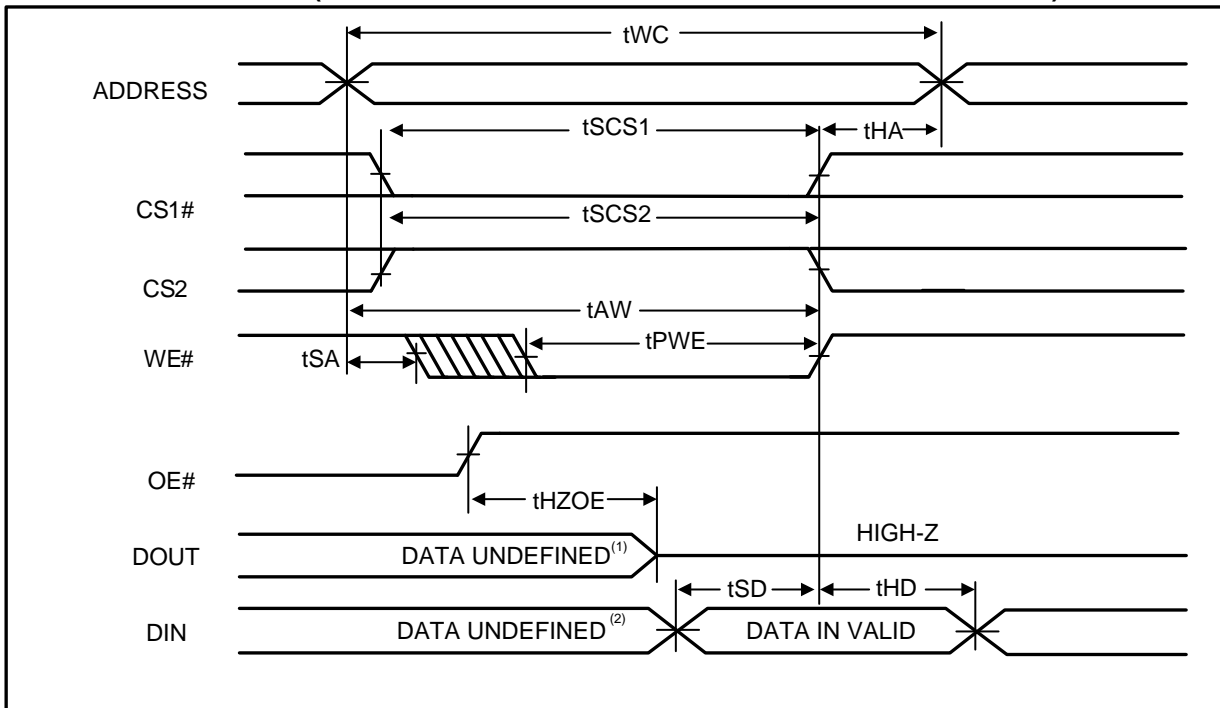 tWC
ADDRESS
tSCS1
tHA
CS1#
tSCS2
CS2
tAW
WE#
tSA
tPWE
OE#
tHZOE
DOUT
DATA UNDEFINED(1)
HIGH-Z
tSD
tHD
DIN
DATA UNDEFINED(2)
DATA IN VALID